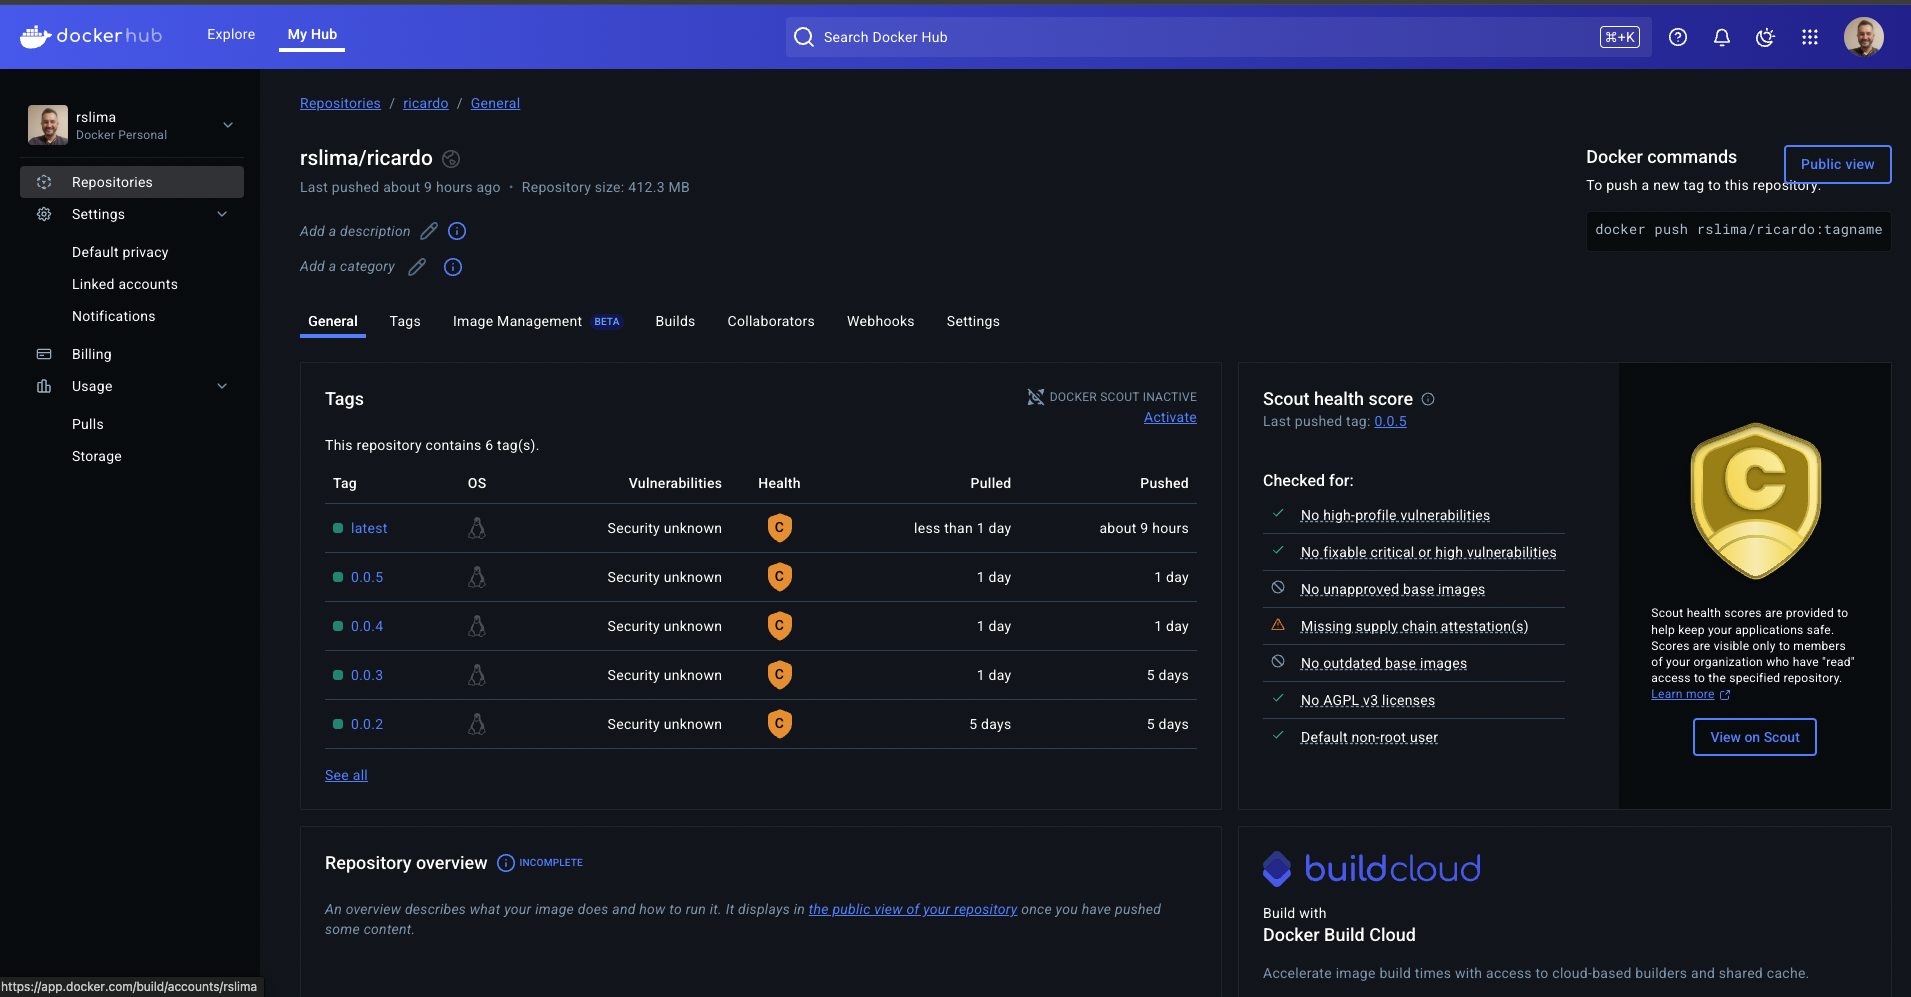 dockerhub
Explore
My Hub
Search Docker Hub
⌘+K
rslima
Docker Personal
Repositories
Settings
Default privacy
Linked accounts
Notifications
Billing
Usage
Pulls
Storage
Repositories / ricardo / General
rslima/ricardo
Last pushed about 9 hours ago • Repository size: 412.3 MB
Add a description
Add a category
Docker commands
Public view
To push a new tag to this repository:
docker push rslima/ricardo:tagname
General Tags Image Management BETA Builds Collaborators Webhooks Settings
Tags
DOCKER SCOUT INACTIVE
Activate
This repository contains 6 tag(s).
Tag OS Vulnerabilities Health Pulled Pushed
latest Security unknown C less than 1 day about 9 hours
0.0.5 Security unknown C 1 day 1 day
0.0.4 Security unknown C 1 day 1 day
0.0.3 Security unknown C 1 day 5 days
0.0.2 Security unknown C 5 days 5 days
See all
Scout health score
Last pushed tag: 0.0.5
Checked for:
No high-profile vulnerabilities
No fixable critical or high vulnerabilities
No unapproved base images
Missing supply chain attestation(s)
No outdated base images
No AGPL v3 licenses
Default non-root user
C
Scout health scores are provided to
help keep your applications safe.
Scores are visible only to members
of your organization who have "read"
access to the specified repository.
Learn more
View on Scout
Repository overview INCOMPLETE
An overview describes what your image does and how to run it. It displays in the public view of your repository once you have pushed
some content.
buildcloud
Build with
Docker Build Cloud
Accelerate image build times with access to cloud-based builders and shared cache.
https://app.docker.com/build/accounts/rslima